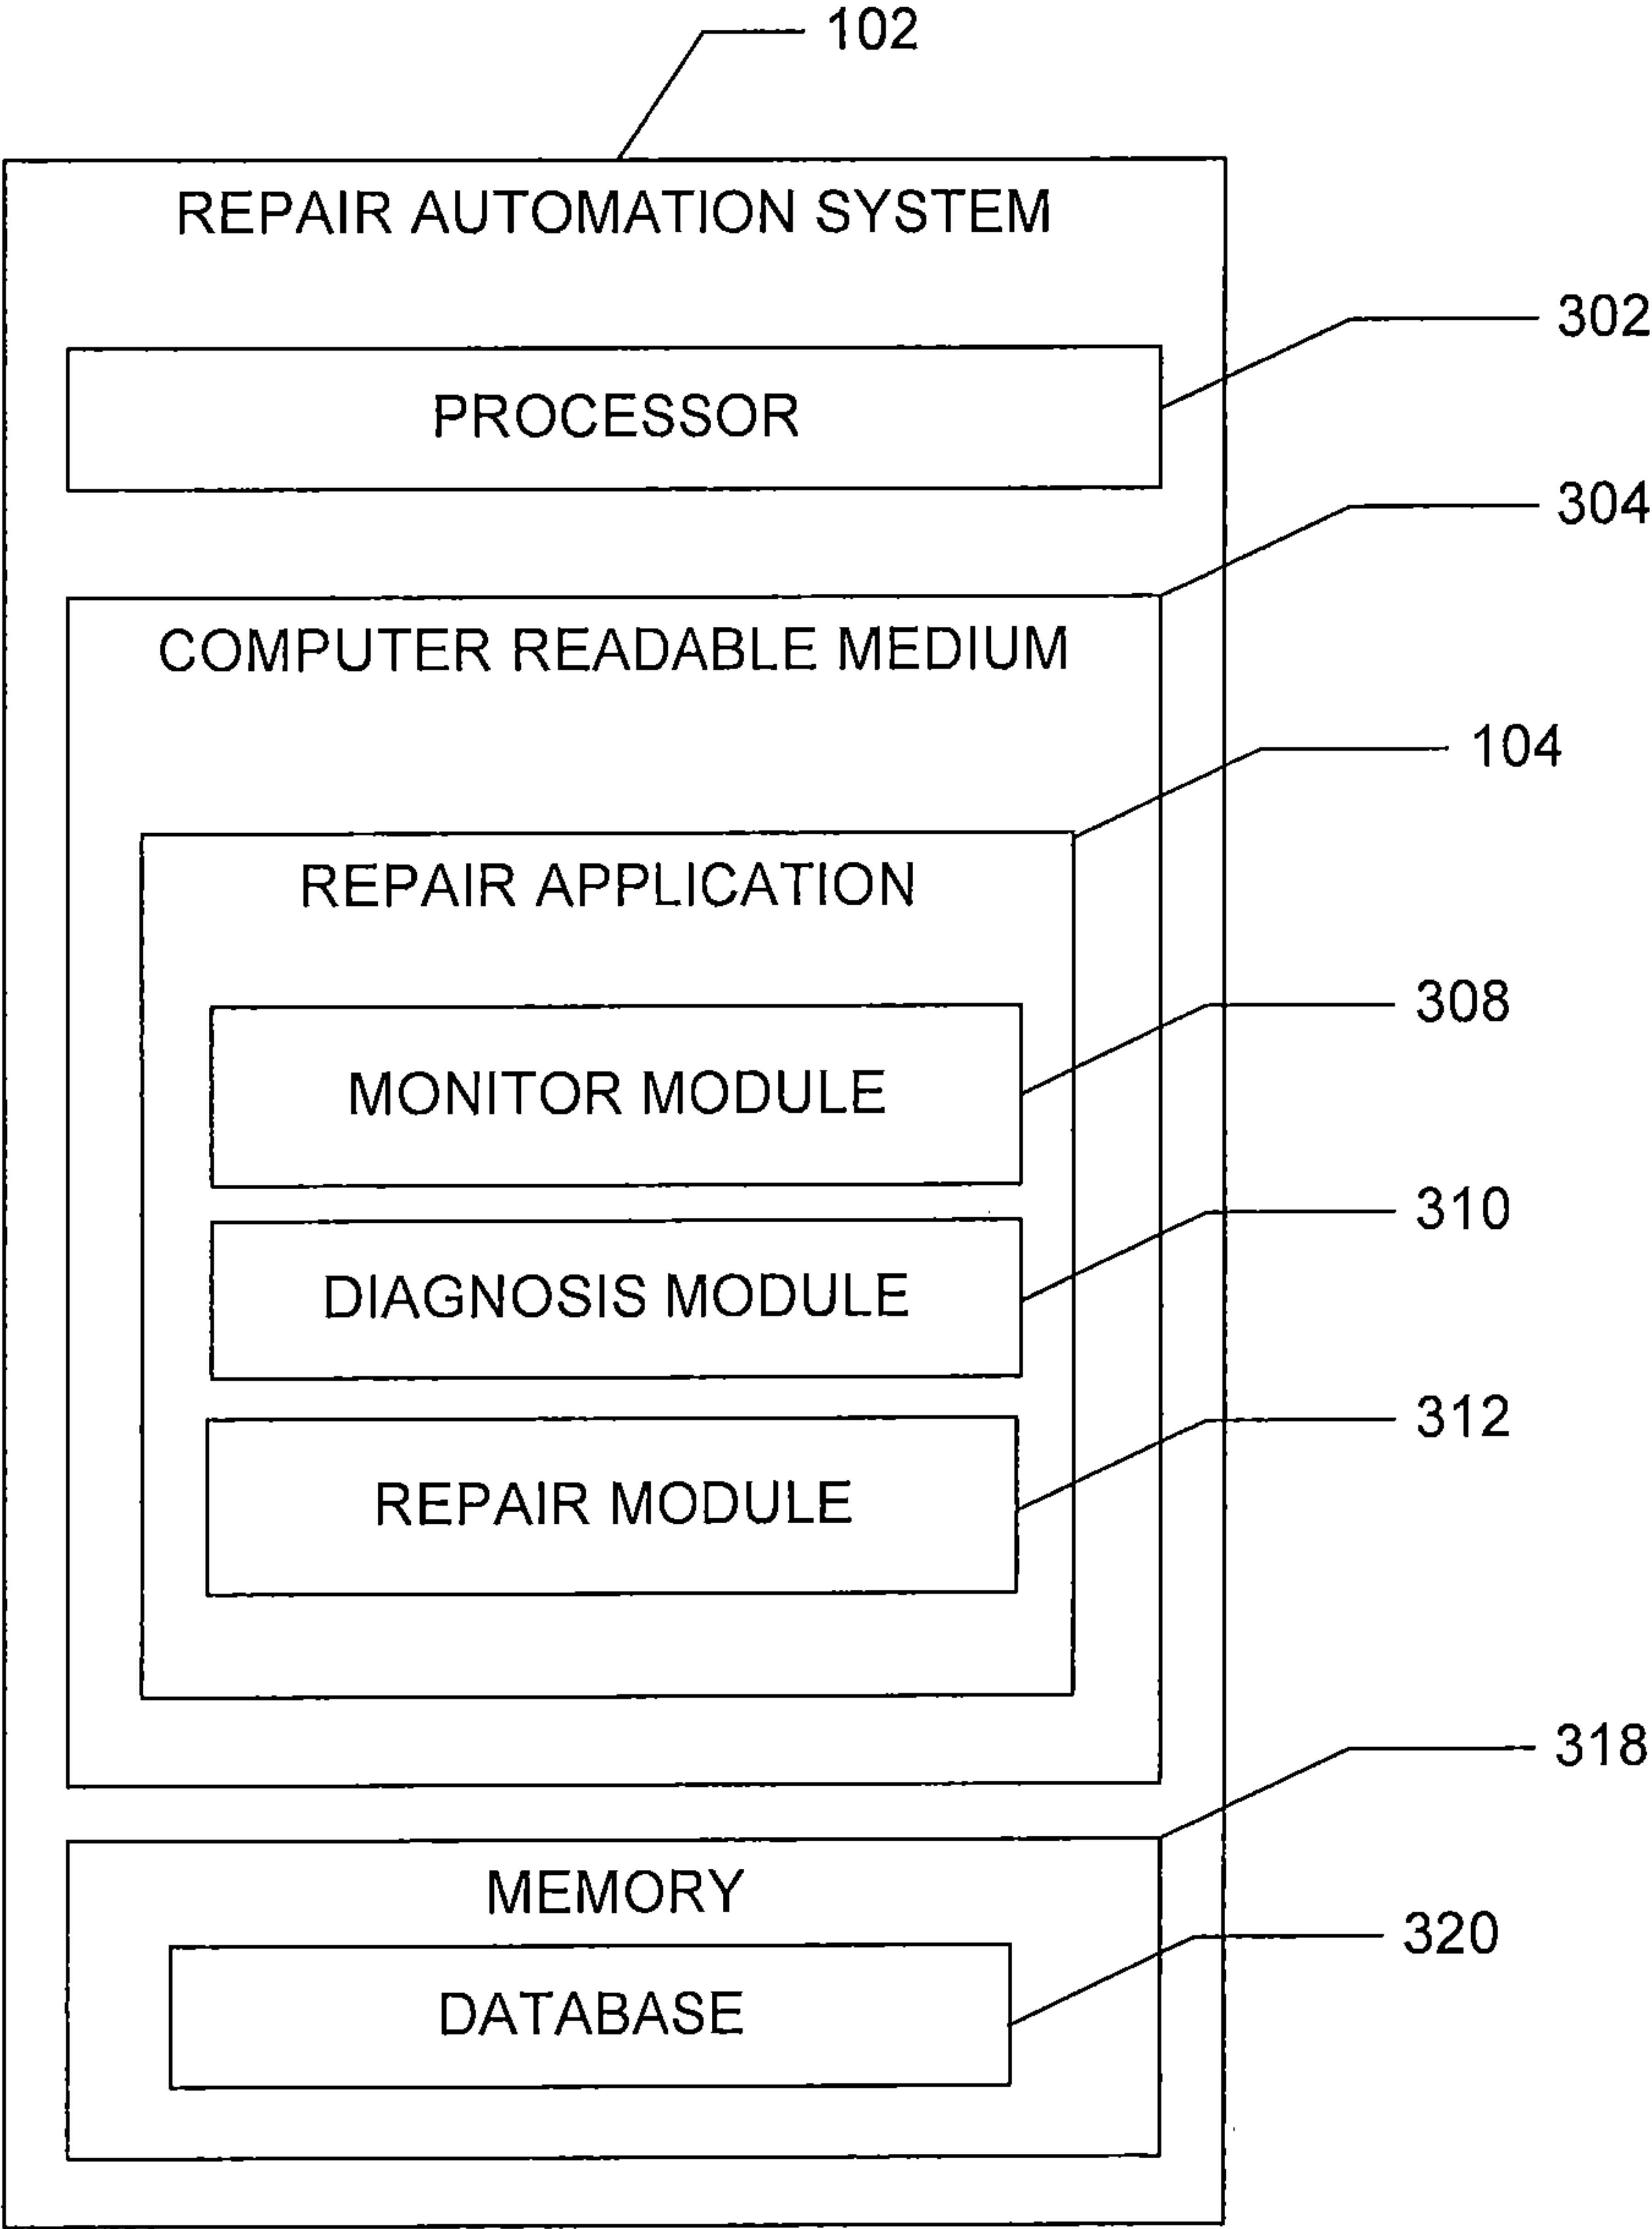 102
REPAIR AUTOMATION SYSTEM
302
PROCESSOR
304
COMPUTER READABLE MEDIUM
104
REPAIR APPLICATION
308
MONITOR MODULE
310
DIAGNOSIS MODULE
312
REPAIR MODULE
318
MEMORY
320
DATABASE